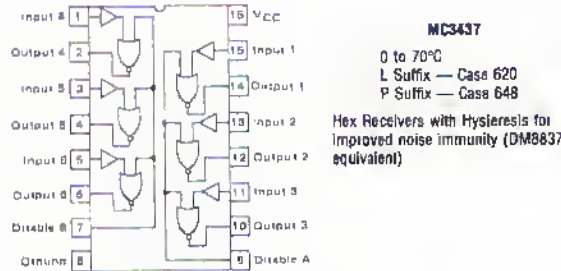 Input 4 1
Output 4 2
Input 5 3
Output 5 4
Input 6 5
Output 6 6
Disable B 7
Ground 8
16 VCC
15 Input 1
14 Output 1
13 Input 2
12 Output 2
11 Input 3
10 Output 3
9 Disable A
MC3437
0 to 70°C
L Suffix — Case 620
P Suffix — Case 648
Hex Receivers with Hysteresis for
improved noise immunity (DM8837
equivalent)